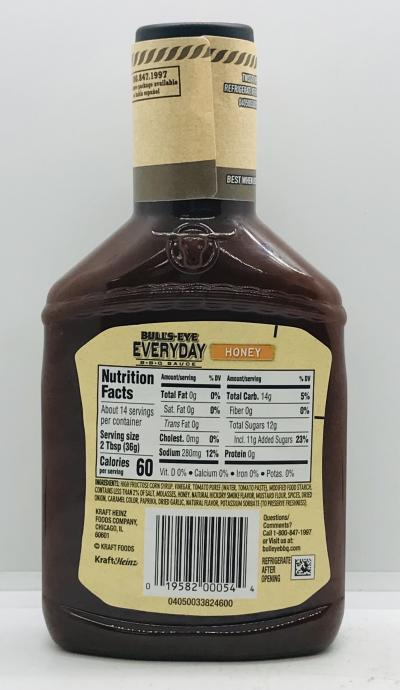 00.847.1997
package available
español
TWIST
REFRIGERATE
BEST WHEN
BULL'S-EYE
EVERYDAY
B-B-Q SAUCE
HONEY
Nutrition
Facts
About 14 servings
per container
Serving size
2 Tbsp (36g)
Calories
per serving 60
Amount/serving % DV
Total Fat 0g 0%
Sat. Fat 0g 0%
Trans Fat 0g
Cholest. 0mg 0%
Sodium 280mg 12%
Amount/serving % DV
Total Carb. 14g 5%
Fiber 0g 0%
Total Sugars 12g
Incl. 11g Added Sugars 23%
Protein 0g
Vit. D 0% • Calcium 0% • Iron 0% • Potas. 0%
INGREDIENTS: HIGH FRUCTOSE CORN SYRUP, VINEGAR, TOMATO PUREE (WATER, TOMATO PASTE), MODIFIED FOOD STARCH,
CONTAINS LESS THAN 2% OF SALT, MOLASSES, HONEY, NATURAL HICKORY SMOKE FLAVOR, MUSTARD FLOUR, SPICES, DRIED
ONION, CARAMEL COLOR, PAPRIKA, DRIED GARLIC, NATURAL FLAVOR, POTASSIUM SORBATE (TO PRESERVE FRESHNESS).
KRAFT HEINZ
FOODS COMPANY,
CHICAGO, IL
60601
© KRAFT FOODS
KraftHeinz
0 19582 00054 4
04050033824600
Questions/
Comments?
Call 1-800-847-1997
or Visit us at:
bullseyebbq.com
REFRIGERATE
AFTER
OPENING